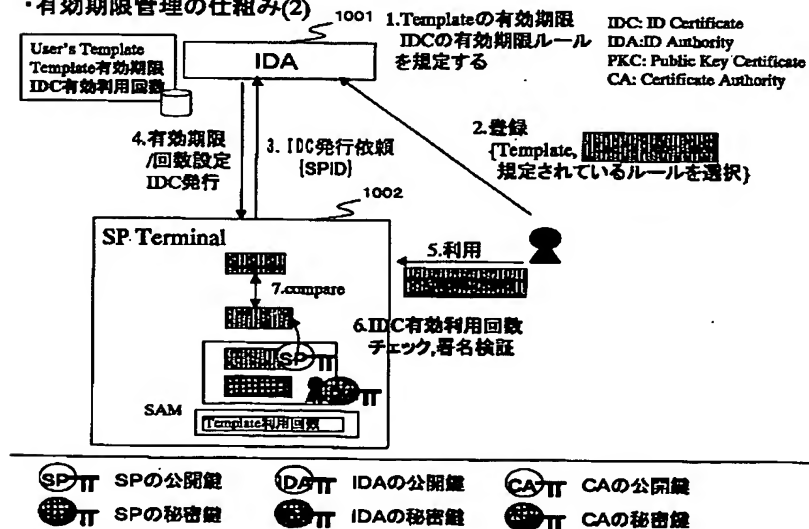 ・有効期限管理の仕組み(2)
1001
1.Templateの有効期限
IDCの有効期限ルール
を規定する
IDC: ID Certificate
IDA:ID Authority
PKC: Public Key Certificate
CA: Certificate Authority
User's Template
Template有効期限
IDC有効利用回数
IDA
4.有効期限
/回数設定
IDC発行
3. IDC発行依頼
{SPID}
2.登録
{Template,
規定されているルールを選択}
1002
SP Terminal
7.compare
5.利用
6.IDC有効利用回数
チェック,署名検証
SP
SAM
Template利用回数
SP SPの公開鍵
IDA IDAの公開鍵
CA CAの公開鍵
SPの秘密鍵
IDAの秘密鍵
CAの秘密鍵